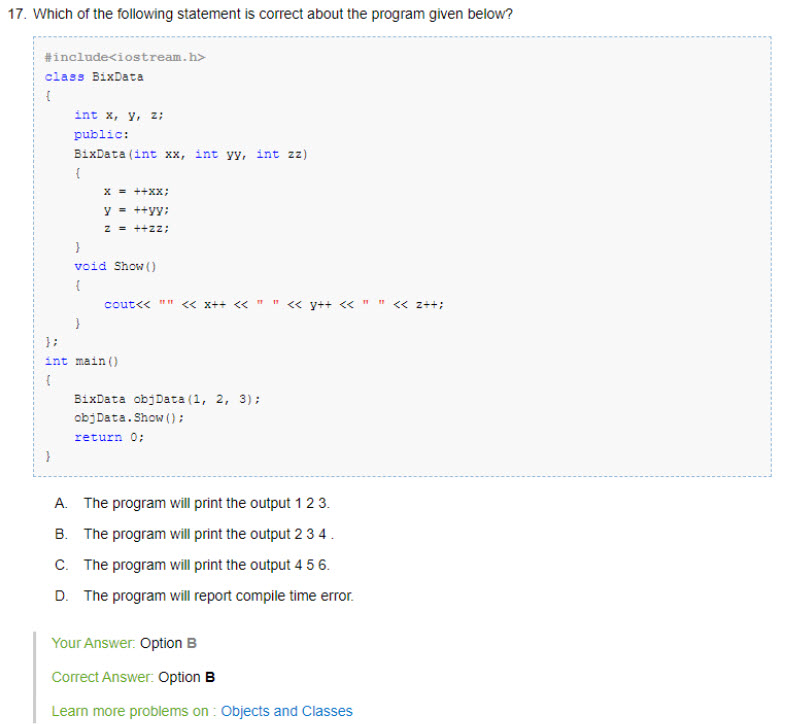 17. Which of the following statement is correct about the program given below?
#include<iostream.h>
class BixData
{
int x, y, z;
public:
BixData(int xx, int yy, int zz)
{
x = ++xx;
y = ++yy;
z = ++zz;
}
void Show()
{
cout<< "" << x++ << " " << y++ << " " << z++;
}
};
int main()
{
BixData objData(1, 2, 3);
objData.Show();
return 0;
}
A. The program will print the output 1 2 3.
B. The program will print the output 2 3 4 .
C. The program will print the output 4 5 6.
D. The program will report compile time error.
Your Answer: Option B
Correct Answer: Option B
Learn more problems on : Objects and Classes